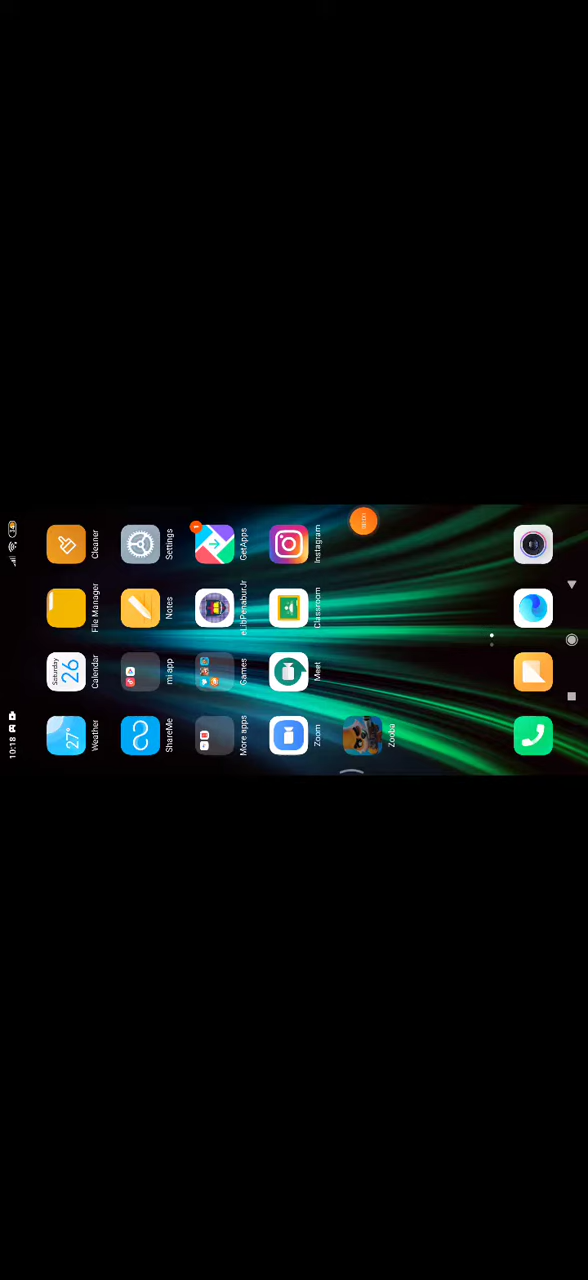 10:18
27°
Saturday
26
Weather
Calendar
File Manager
Cleaner
ShareMe
mi app
Notes
Settings
1
More apps
Games
eLibPenaburJr
GetApps
Zoom
Meet
Classroom
Instagram
Zooba